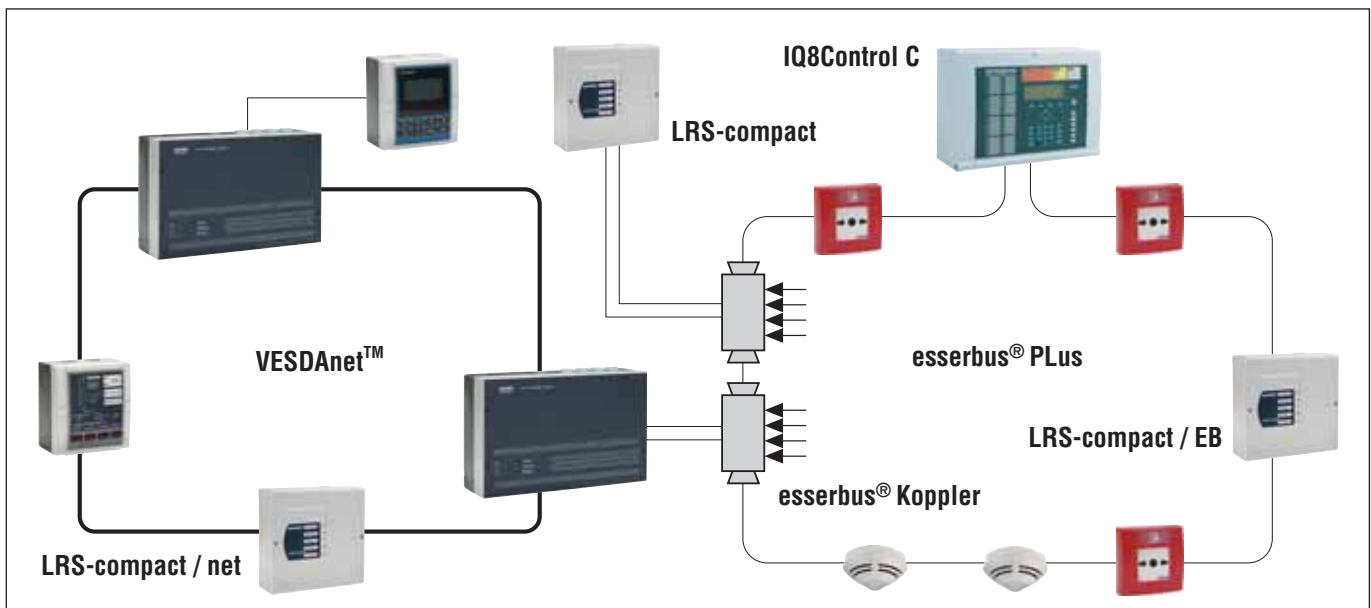 IQ8Control C
LRS-compact
VESDAnet™
esserbus® PLus
LRS-compact / EB
esserbus® Koppler
LRS-compact / net